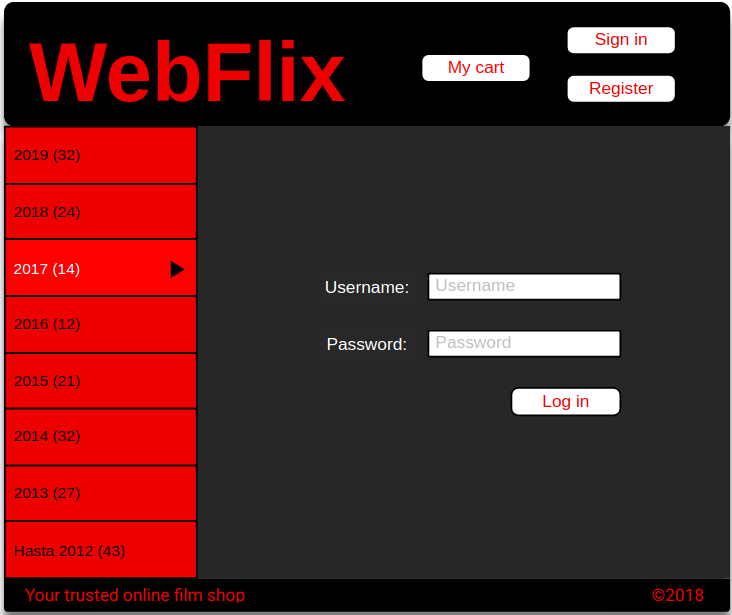 WebFlix
My cart
Sign in
Register
2019 (32)
2018 (24)
2017 (14)
2016 (12)
2015 (21)
2014 (32)
2013 (27)
Hasta 2012 (43)
Username:
Username
Password:
Password
Log in
Your trusted online film shop
©2018